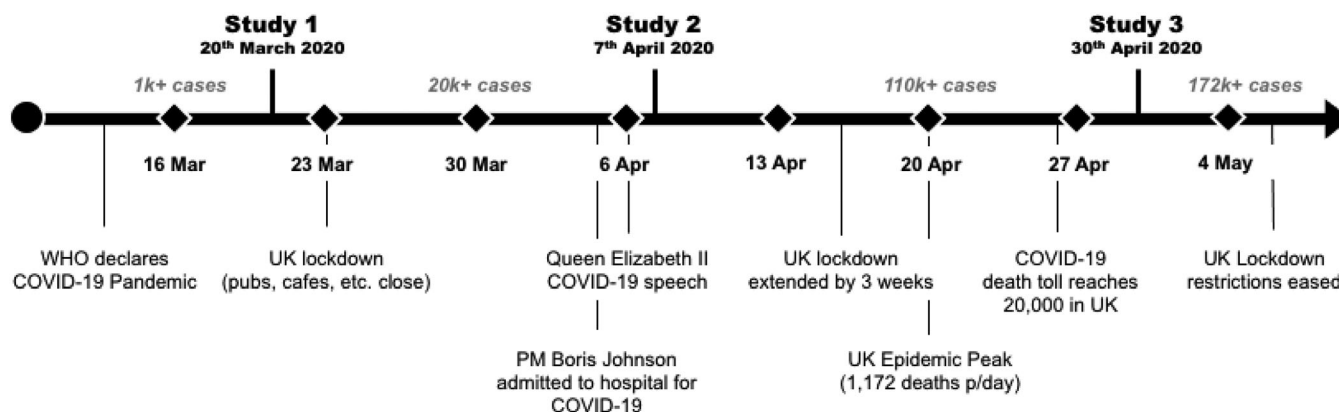 Study 1
20th March 2020
Study 2
7th April 2020
Study 3
30th April 2020
1k+ cases
20k+ cases
110k+ cases
172k+ cases
16 Mar
23 Mar
30 Mar
6 Apr
13 Apr
20 Apr
27 Apr
4 May
WHO declares
COVID-19 Pandemic
UK lockdown
(pubs, cafes, etc. close)
Queen Elizabeth II
COVID-19 speech
UK lockdown
extended by 3 weeks
COVID-19
death toll reaches
20,000 in UK
UK Lockdown
restrictions eased
PM Boris Johnson
admitted to hospital for
COVID-19
UK Epidemic Peak
(1,172 deaths p/day)